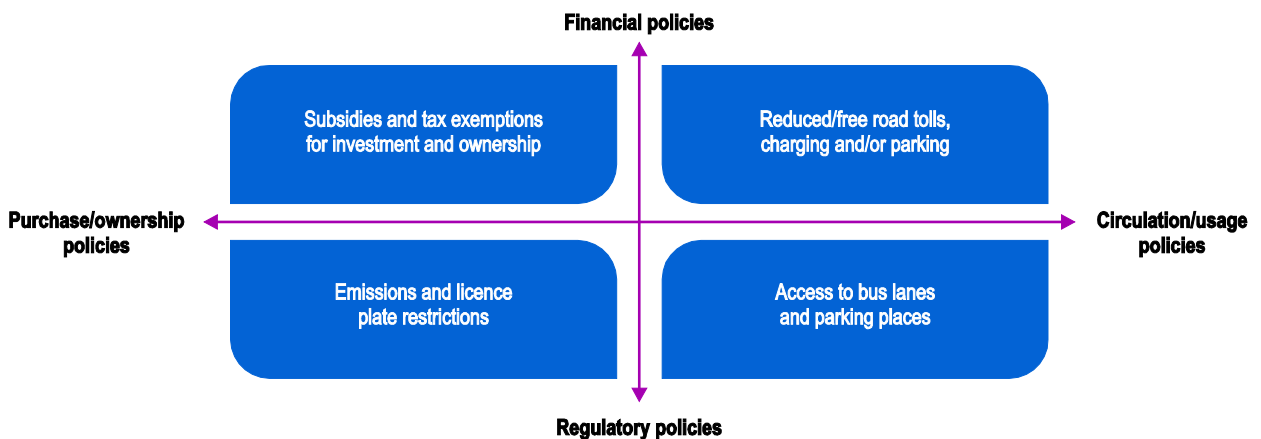 Financial policies
Subsidies and tax exemptions
for investment and ownership
Reduced/free road tolls,
charging and/or parking
Purchase/ownership
policies
Circulation/usage
policies
Emissions and licence
plate restrictions
Access to bus lanes
and parking places
Regulatory policies